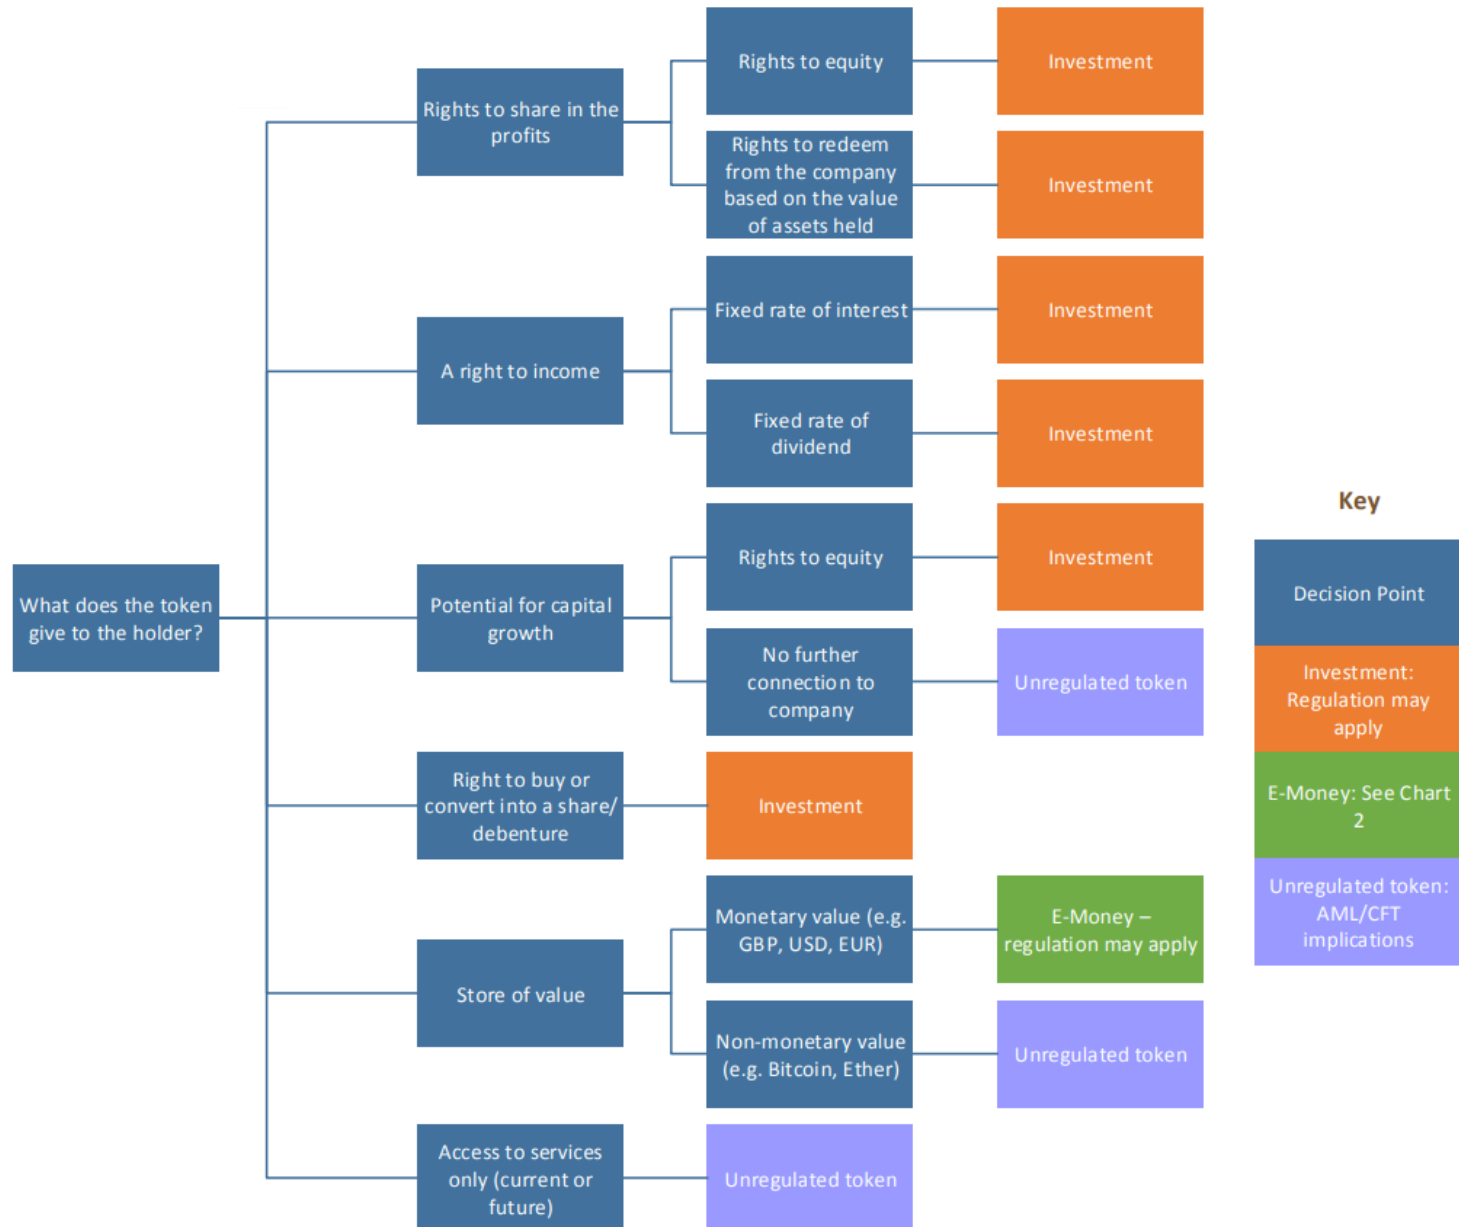 What does the token
give to the holder?
Rights to share in the
profits
Rights to equity
Investment
Rights to redeem
from the company
based on the value
of assets held
Investment
A right to income
Fixed rate of interest
Investment
Fixed rate of
dividend
Investment
Potential for capital
growth
Rights to equity
Investment
No further
connection to
company
Unregulated token
Right to buy or
convert into a share/
debenture
Investment
Store of value
Monetary value (e.g.
GBP, USD, EUR)
E-Money –
regulation may apply
Non-monetary value
(e.g. Bitcoin, Ether)
Unregulated token
Access to services
only (current or
future)
Unregulated token
Key
Decision Point
Investment:
Regulation may
apply
E-Money: See Chart
2
Unregulated token:
AML/CFT
implications